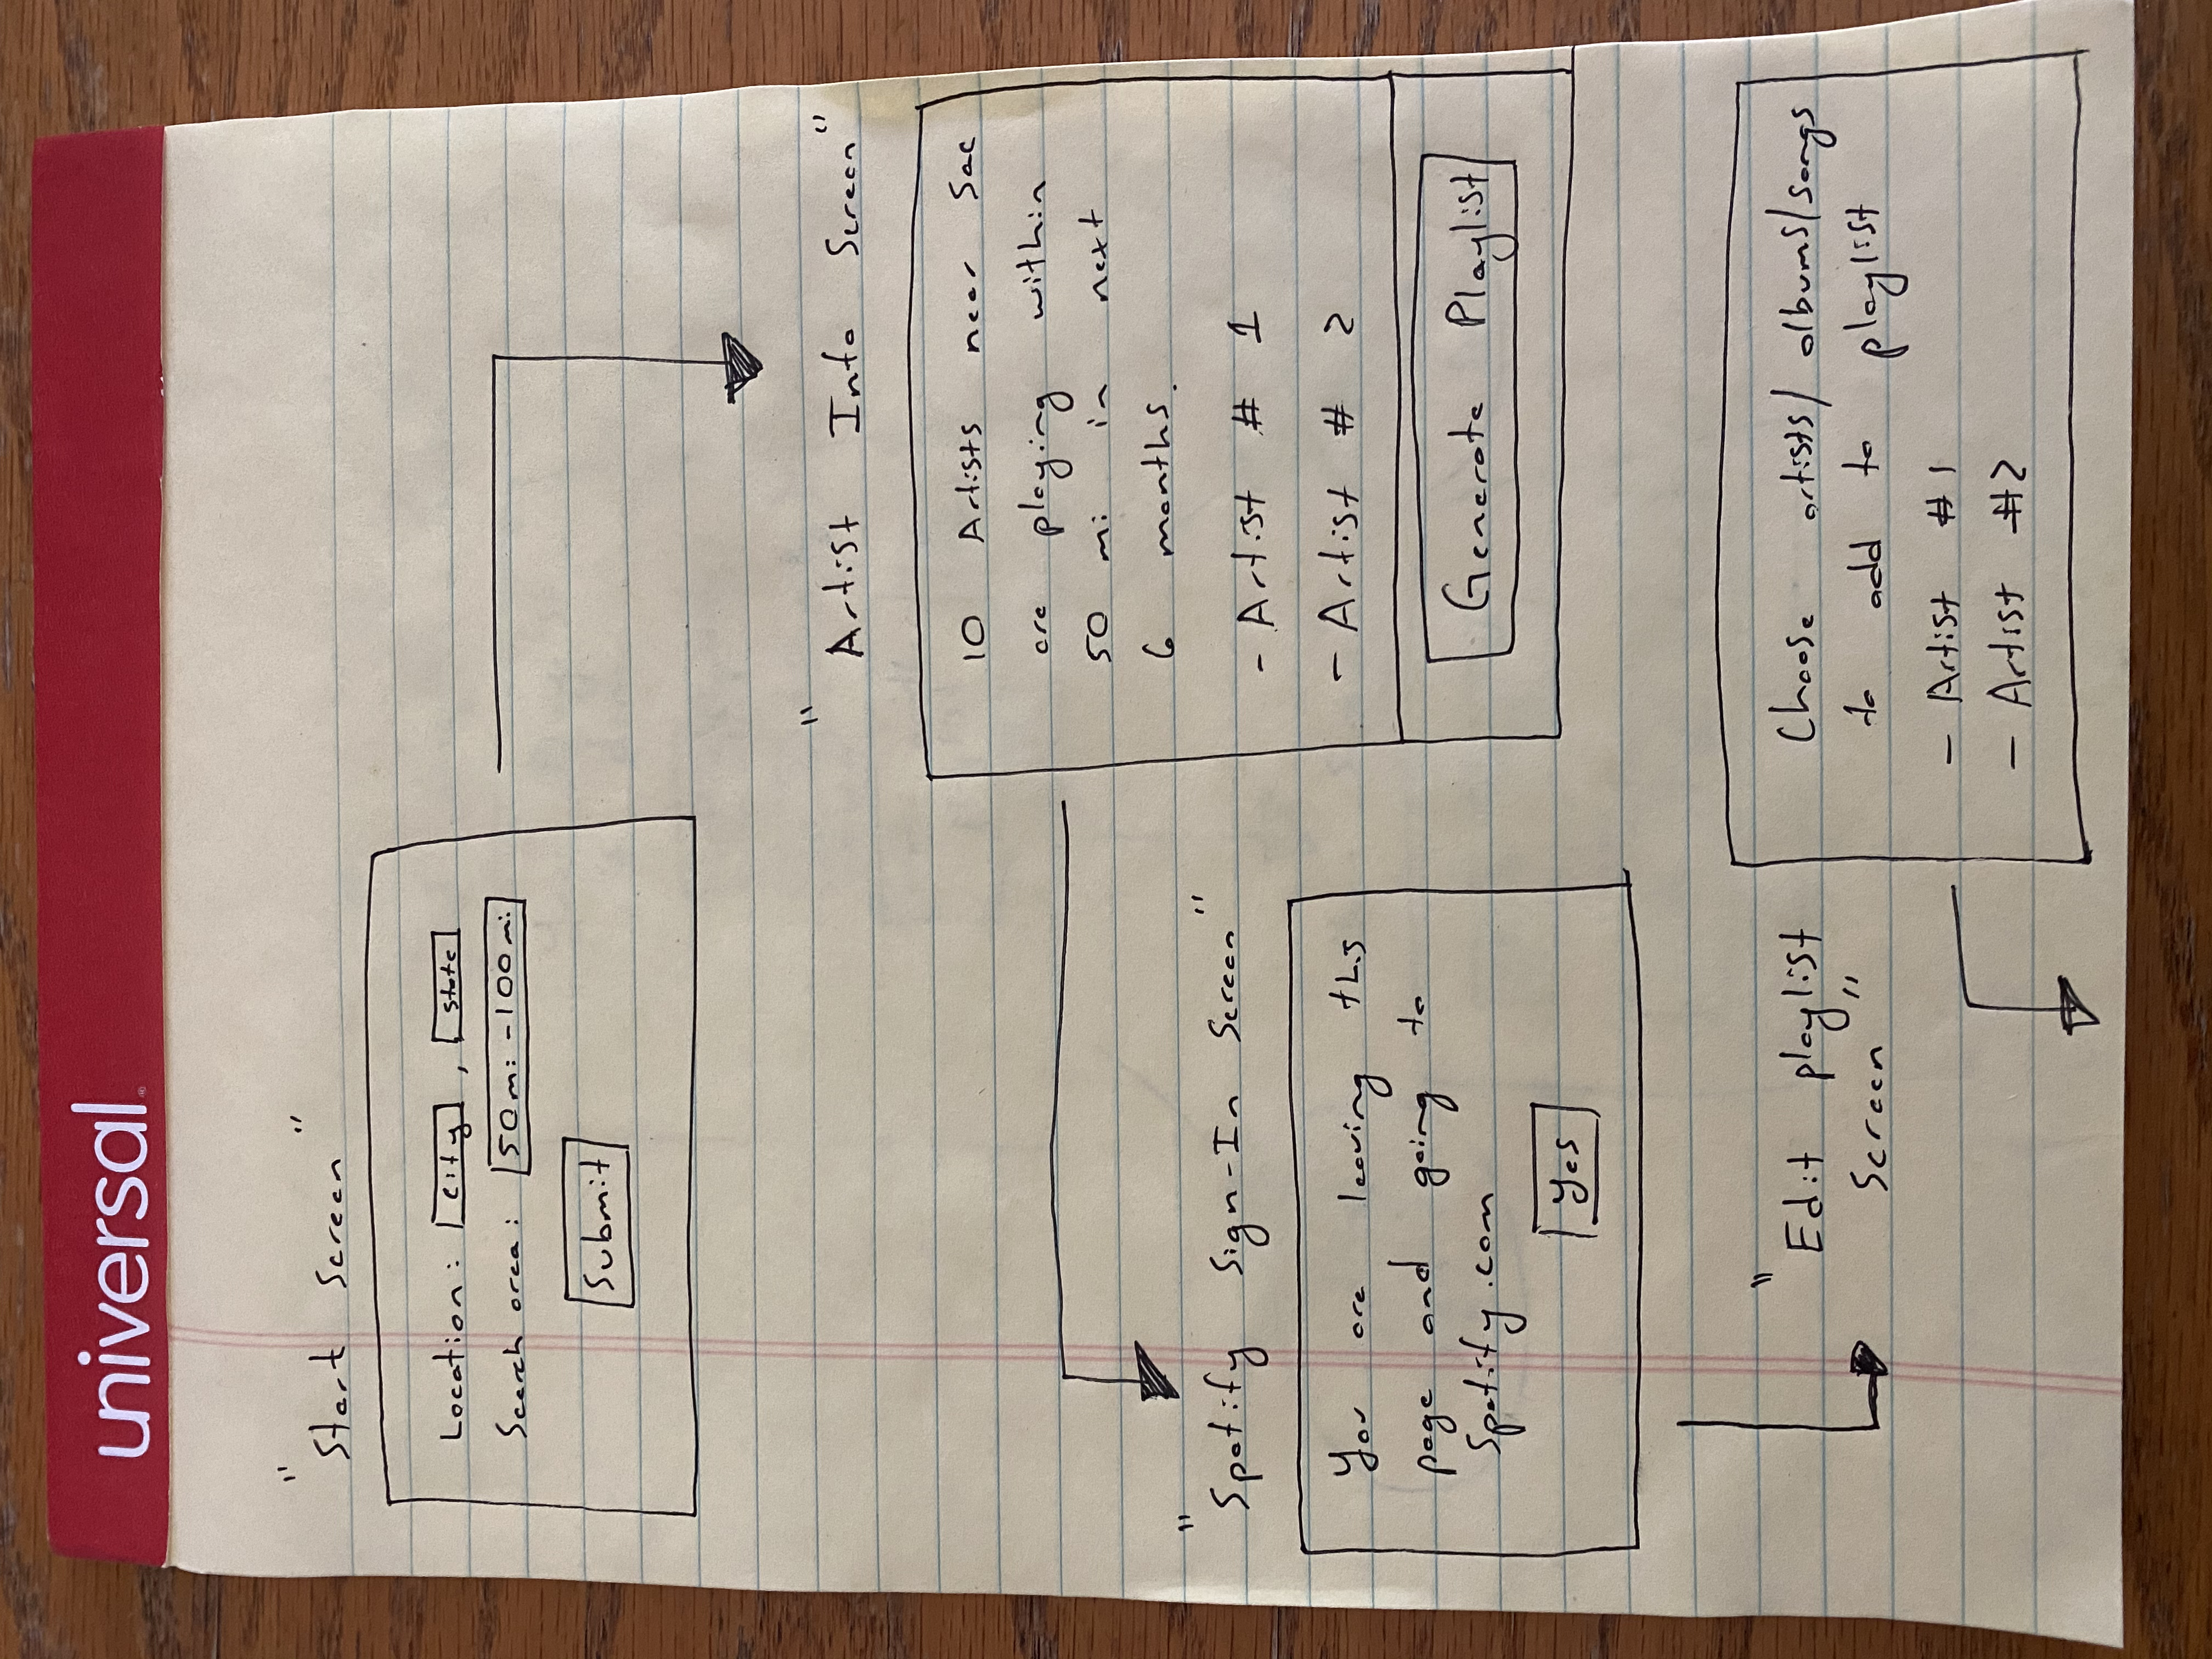 universal
"Start Screen"
Location: City, State
Search area: 50mi-100mi
Submit
"Artist Info Screen"
10 Artists near Sac
are playing within
50 mi in next
6 months.
- Artist # 1
- Artist # 2
Generate Playlist
"Spotify Sign-In Screen"
You are leaving this
page and going to
Spotify.com
Yes
"Edit playlist
Screen"
Choose artists/albums/songs
to add to playlist
- Artist #1
- Artist #2